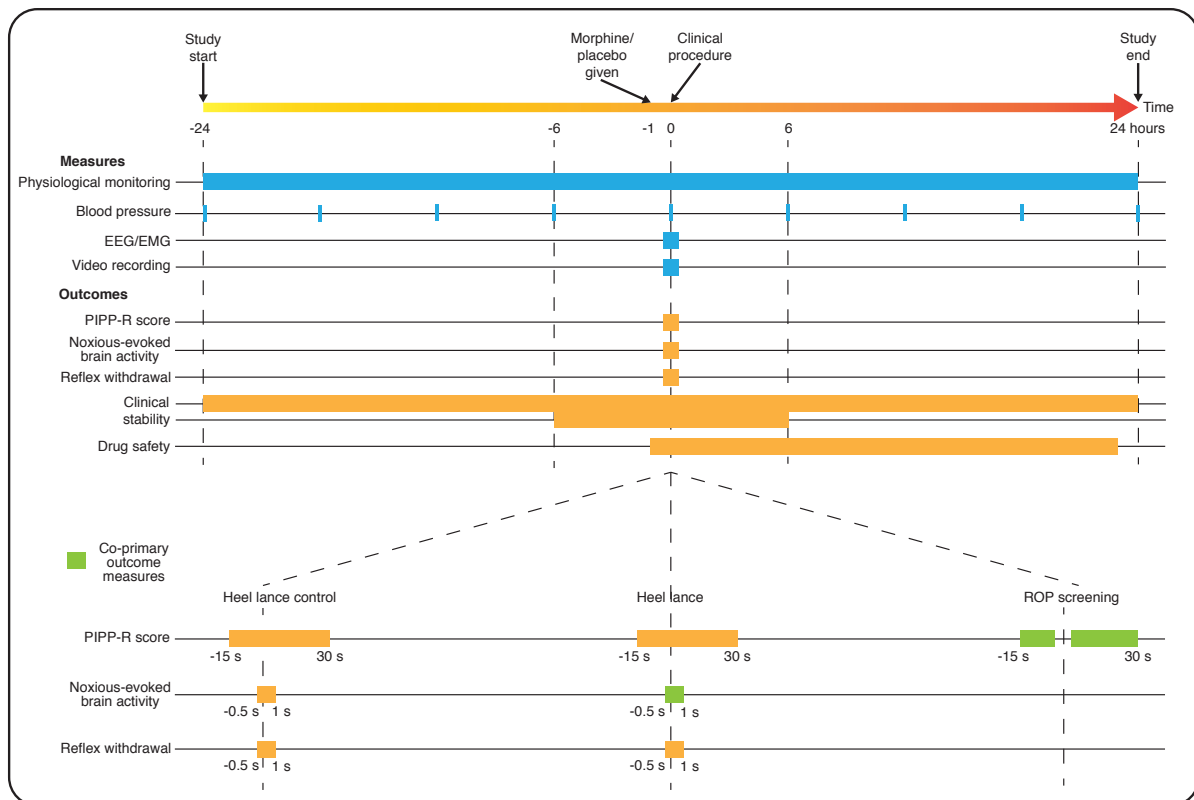 Study
start
Morphine/
placebo
given
Clinical
procedure
Study
end
Time
-24
-6
-1
0
6
24 hours
Measures
Physiological monitoring
Blood pressure
EEG/EMG
Video recording
Outcomes
PIPP-R score
Noxious-evoked
brain activity
Reflex withdrawal
Clinical
stability
Drug safety
Co-primary
outcome
measures
Heel lance control
Heel lance
ROP screening
PIPP-R score
-15 s
30 s
-15 s
30 s
-15 s
30 s
Noxious-evoked
brain activity
-0.5 s
1 s
-0.5 s
1 s
Reflex withdrawal
-0.5 s
1 s
-0.5 s
1 s